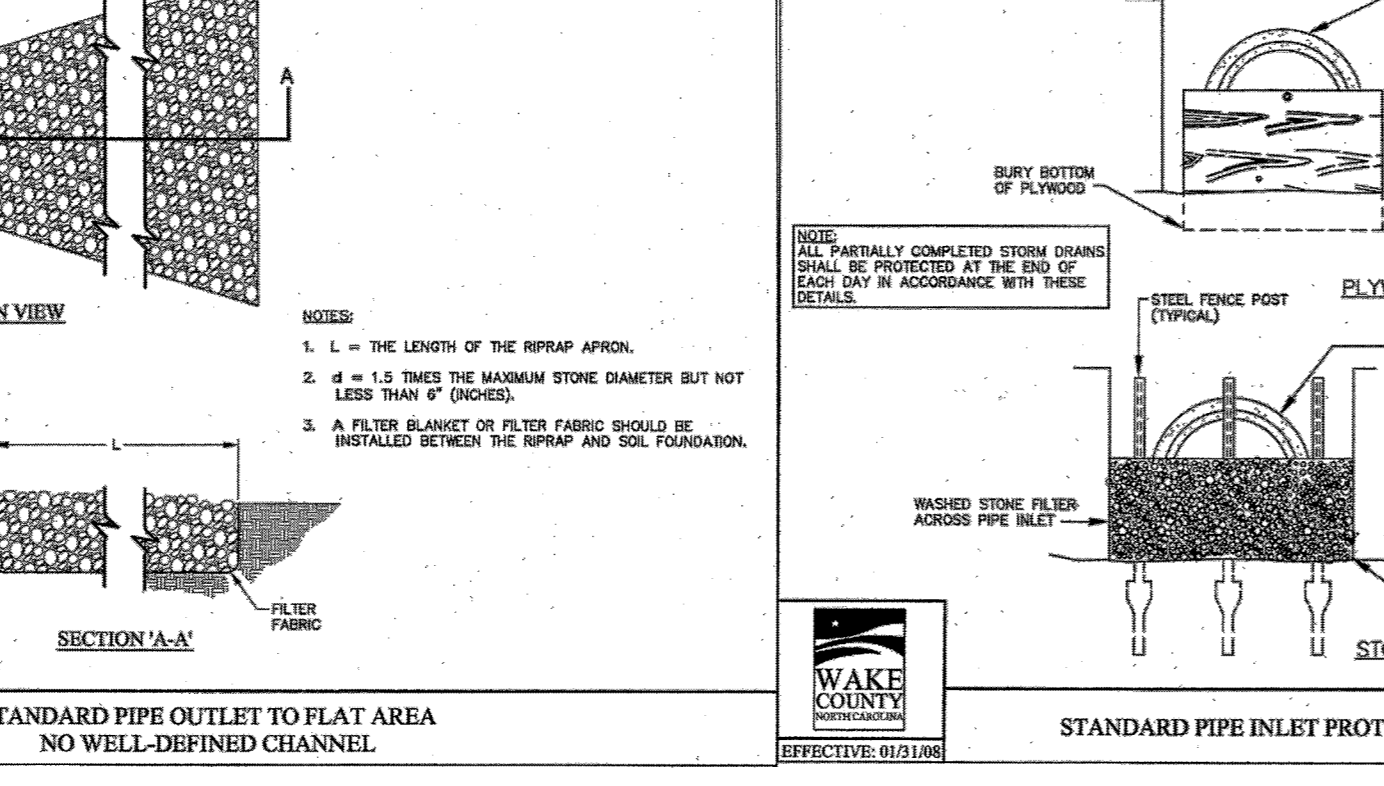 A
N VIEW
NOTES:
1. L = THE LENGTH OF THE RIPRAP APRON.
2. d = 1.5 TIMES THE MAXIMUM STONE DIAMETER BUT NOT
LESS THAN 6" (INCHES).
3. A FILTER BLANKET OR FILTER FABRIC SHOULD BE
INSTALLED BETWEEN THE RIPRAP AND SOIL FOUNDATION.
L
FILTER
FABRIC
SECTION 'A-A'
TANDARD PIPE OUTLET TO FLAT AREA
NO WELL-DEFINED CHANNEL
BURY BOTTOM
OF PLYWOOD
NOTE:
ALL PARTIALLY COMPLETED STORM DRAINS
SHALL BE PROTECTED AT THE END OF
EACH DAY IN ACCORDANCE WITH THESE
DETAILS.
PLYW
STEEL FENCE POST
(TYPICAL)
WASHED STONE FILTER
ACROSS PIPE INLET
STO
WAKE
COUNTY
NORTH CAROLINA
EFFECTIVE: 01/31/08
STANDARD PIPE INLET PROT